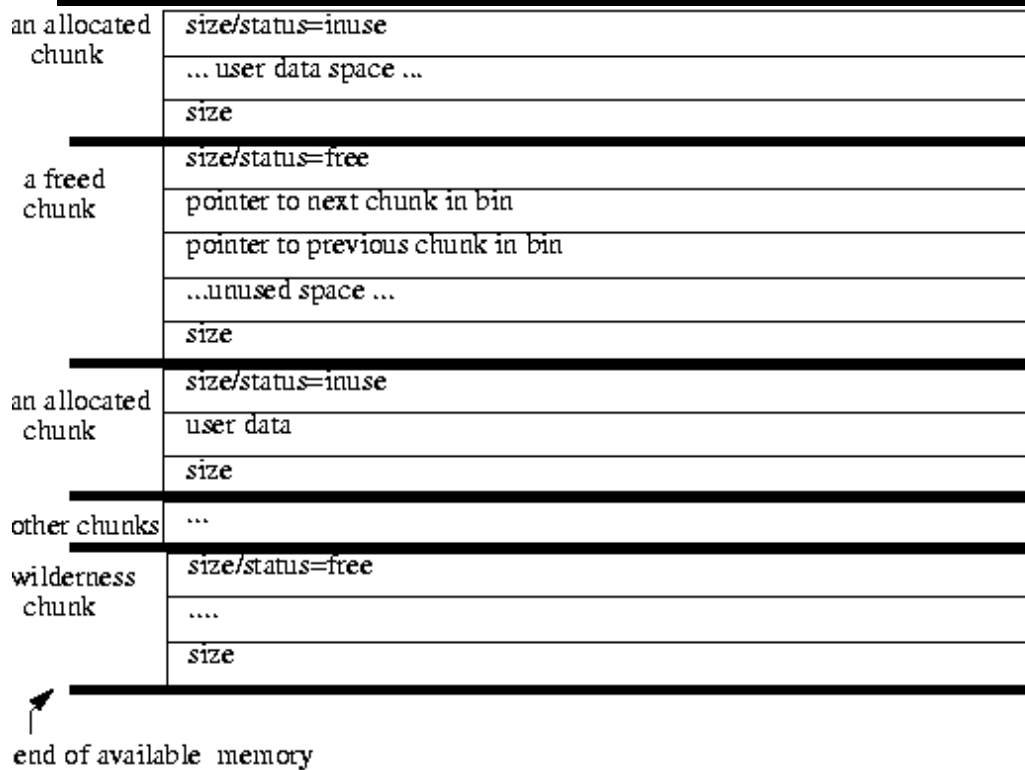 an allocated
chunk
size/status=inuse
... user data space ...
size
a freed
chunk
size/status=free
pointer to next chunk in bin
pointer to previous chunk in bin
...unused space ...
size
an allocated
chunk
size/status=inuse
user data
size
other chunks
...
wilderness
chunk
size/status=free
....
size
end of available memory